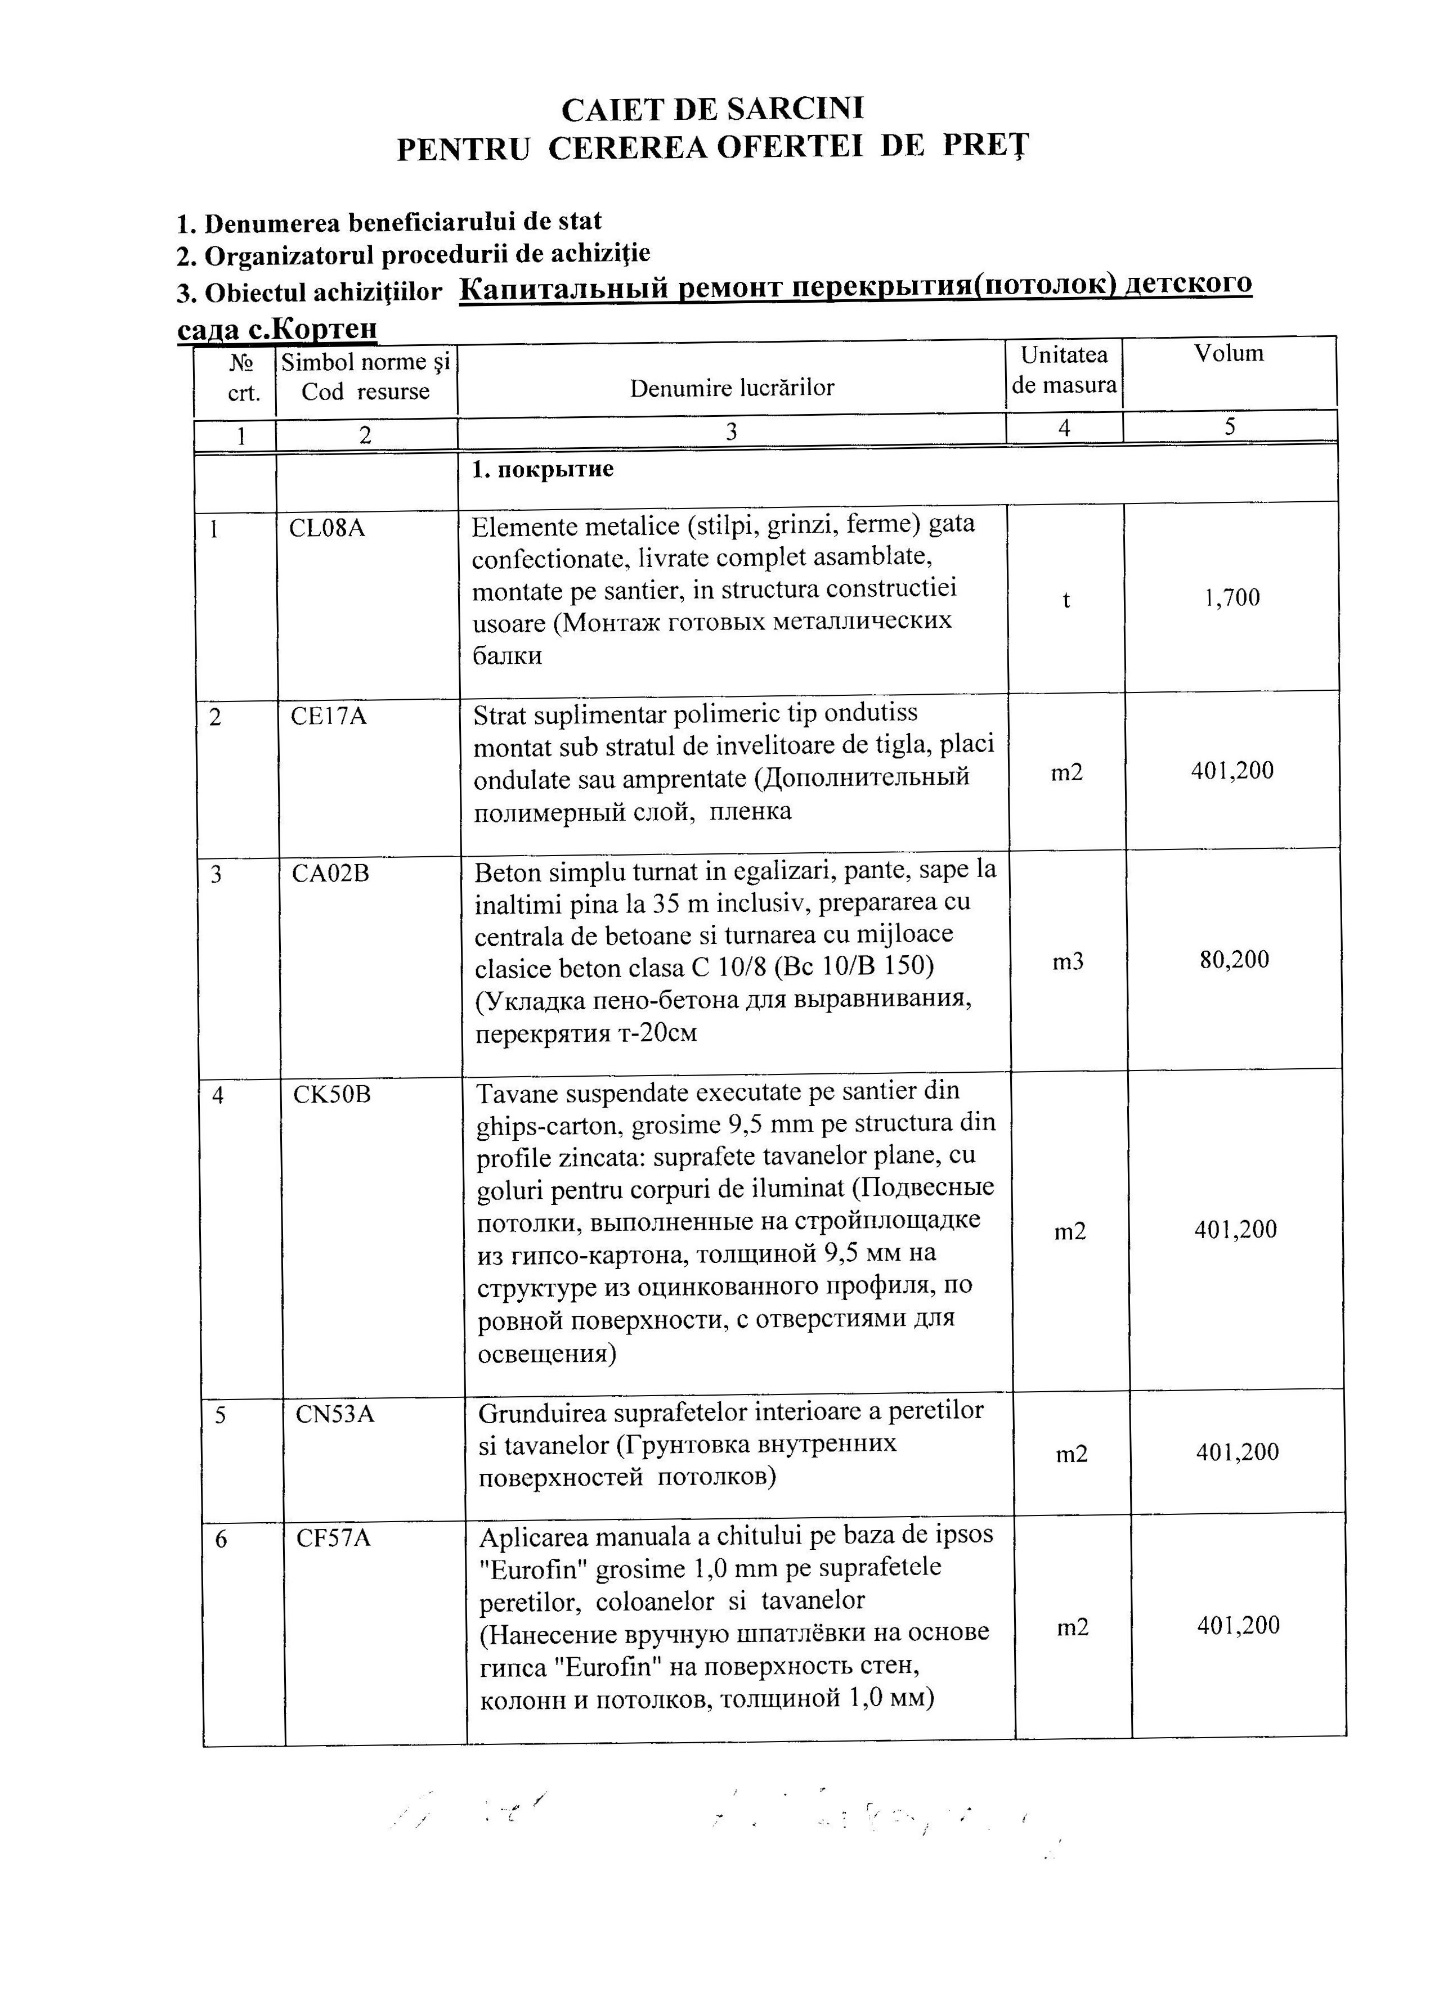 CAIET DE SARCINI
PENTRU CEREREA OFERTEI DE PREŢ
1. Denumerea beneficiarului de stat
2. Organizatorul procedurii de achiziţie
3. Obiectul achiziţiilor Капитальный ремонт перекрытия(потолок) детского
сада с.Кортен
№
crt.
Simbol norme şi
Cod resurse
Denumire lucrărilor
Unitatea
de masura
Volum
1 2 3 4 5
1. покрытие
1 CL08A
Elemente metalice (stilpi, grinzi, ferme) gata
confectionate, livrate complet asamblate,
montate pe santier, in structura constructiei
usoare (Монтаж готовых металлических
балки
t 1,700
2 CE17A
Strat suplimentar polimeric tip ondutiss
montat sub stratul de invelitoare de tigla, placi
ondulate sau amprentate (Дополнительный
полимерный слой, пленка
m2 401,200
3 CA02B
Beton simplu turnat in egalizari, pante, sape la
inaltimi pina la 35 m inclusiv, prepararea cu
centrala de betoane si turnarea cu mijloace
clasice beton clasa C 10/8 (Bc 10/B 150)
(Укладка пено-бетона для выравнивания,
перекрятия т-20см
m3 80,200
4 CK50B
Tavane suspendate executate pe santier din
ghips-carton, grosime 9,5 mm pe structura din
profile zincata: suprafete tavanelor plane, cu
goluri pentru corpuri de iluminat (Подвесные
потолки, выполненные на стройплощадке
из гипсо-картона, толщиной 9,5 мм на
структуре из оцинкованного профиля, по
ровной поверхности, с отверстиями для
освещения)
m2 401,200
5 CN53A
Grunduirea suprafetelor interioare a peretilor
si tavanelor (Грунтовка внутренних
поверхностей потолков)
m2 401,200
6 CF57A
Aplicarea manuala a chitului pe baza de ipsos
"Eurofin" grosime 1,0 mm pe suprafetele
peretilor, coloanelor si tavanelor
(Нанесение вручную шпатлёвки на основе
гипса "Eurofin" на поверхность стен,
колонн и потолков, толщиной 1,0 мм)
m2 401,200